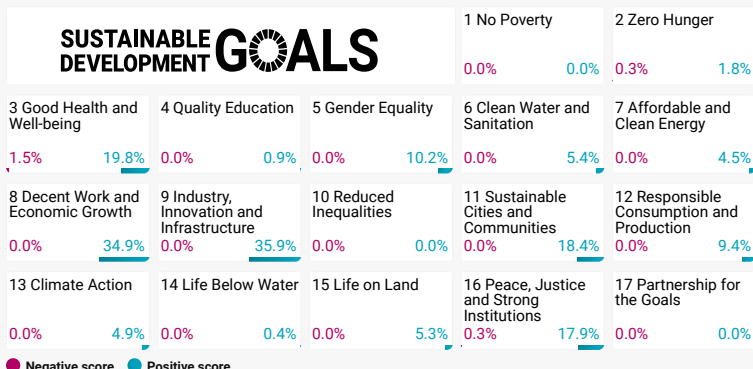 SUSTAINABLE
DEVELOPMENT
GOALS
1 No Poverty
0.0% 0.0%
2 Zero Hunger
0.3% 1.8%
3 Good Health and
Well-being
1.5% 19.8%
4 Quality Education
0.0% 0.9%
5 Gender Equality
0.0% 10.2%
6 Clean Water and
Sanitation
0.0% 5.4%
7 Affordable and
Clean Energy
0.0% 4.5%
8 Decent Work and
Economic Growth
0.0% 34.9%
9 Industry,
Innovation and
Infrastructure
0.0% 35.9%
10 Reduced
Inequalities
0.0% 0.0%
11 Sustainable
Cities and
Communities
0.0% 18.4%
12 Responsible
Consumption and
Production
0.0% 9.4%
13 Climate Action
0.0% 4.9%
14 Life Below Water
0.0% 0.4%
15 Life on Land
0.0% 5.3%
16 Peace, Justice
and Strong
Institutions
0.3% 17.9%
17 Partnership for
the Goals
0.0% 0.0%
Negative score Positive score